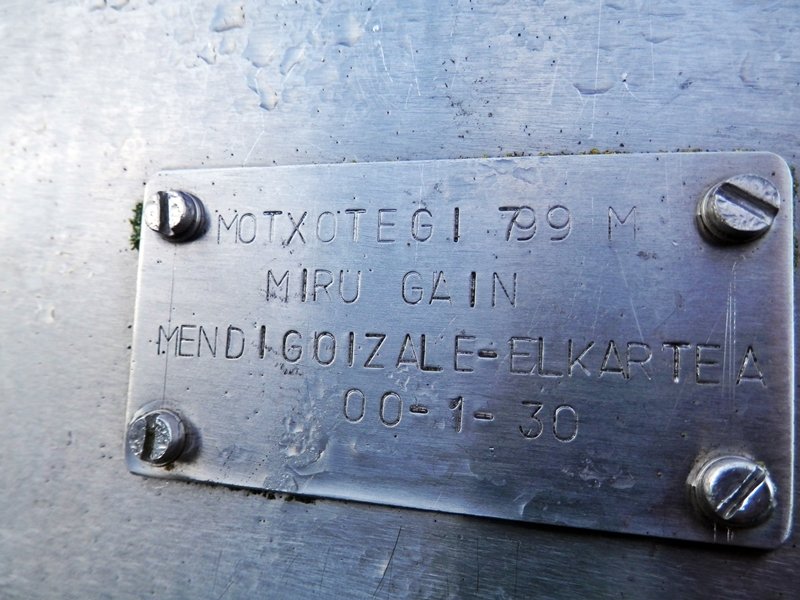 MOTXOTEGI 799 M
MIRU GAIN
MENDIGOIZALE-ELKARTEA
00-1-30